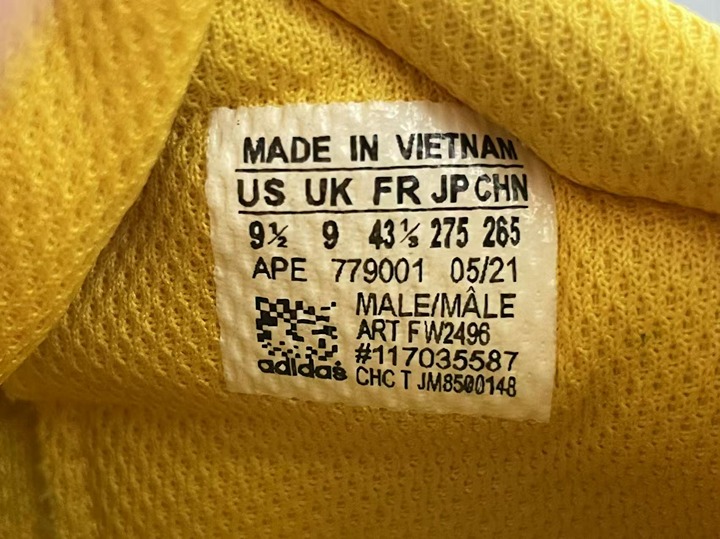 MADE IN VIETNAM
US UK FR JP CHN
9½ 9 43⅓ 275 265
APE 779001 05/21
MALE/MÂLE
ART FW2496
#117035587
adidas CHC T JM8500148